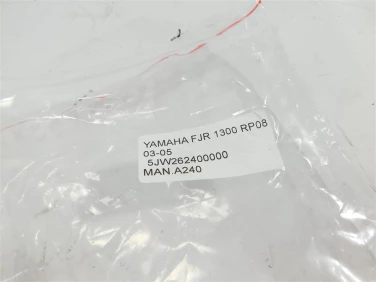 YAMAHA FJR 1300 RP08
03-05
5JW262400000
MAN.A240